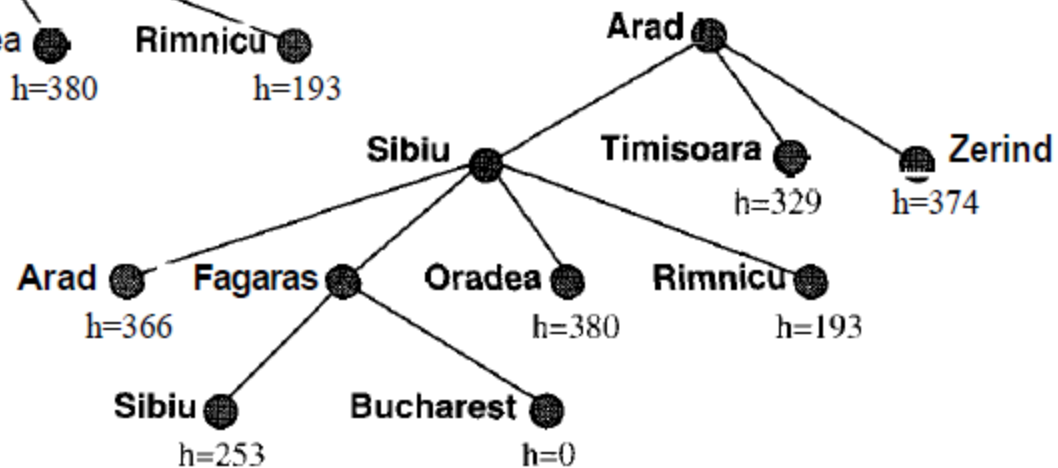 ea
Rimnicu
h=380
h=193
Arad
Sibiu
Timisoara
Zerind
h=329
h=374
Arad
Fagaras
Oradea
Rimnicu
h=366
h=380
h=193
Sibiu
Bucharest
h=253
h=0